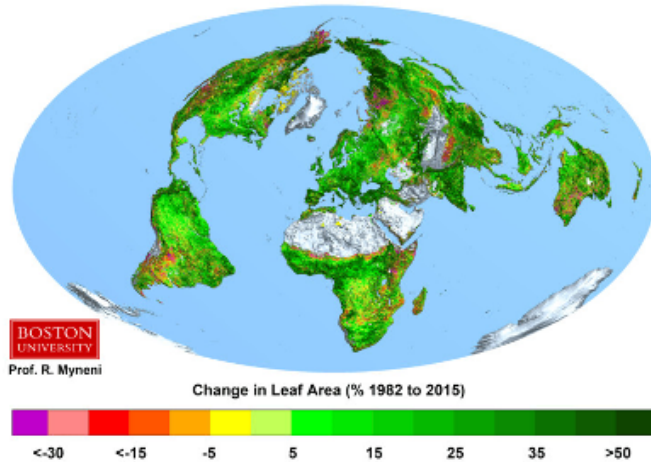 BOSTON
UNIVERSITY
Prof. R. Myneni
Change in Leaf Area (% 1982 to 2015)
<-30 <-15 -5 5 15 25 35 >50